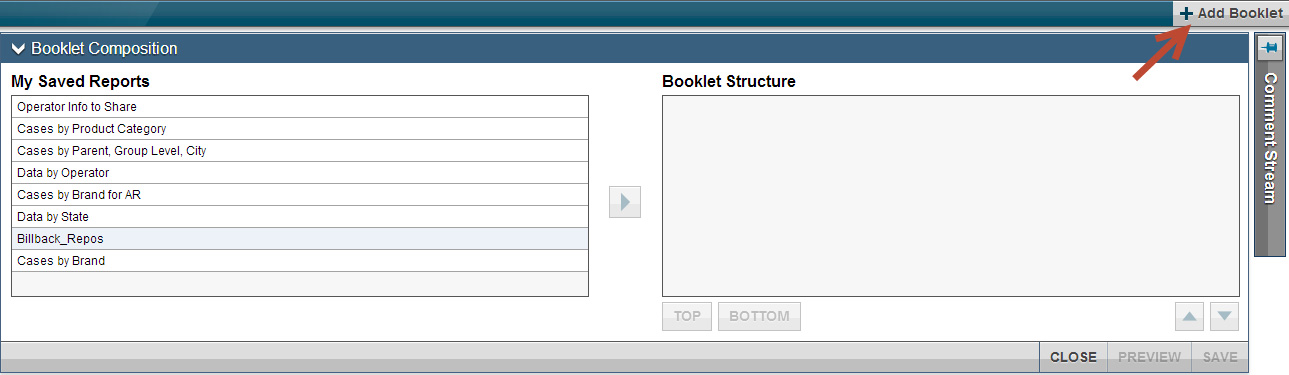 Add Booklet
Booklet Composition
My Saved Reports
Operator Info to Share
Cases by Product Category
Cases by Parent, Group Level, City
Data by Operator
Cases by Brand for AR
Data by State
Billback_Repos
Cases by Brand
Booklet Structure
TOP
BOTTOM
Comment Stream
CLOSE
PREVIEW
SAVE